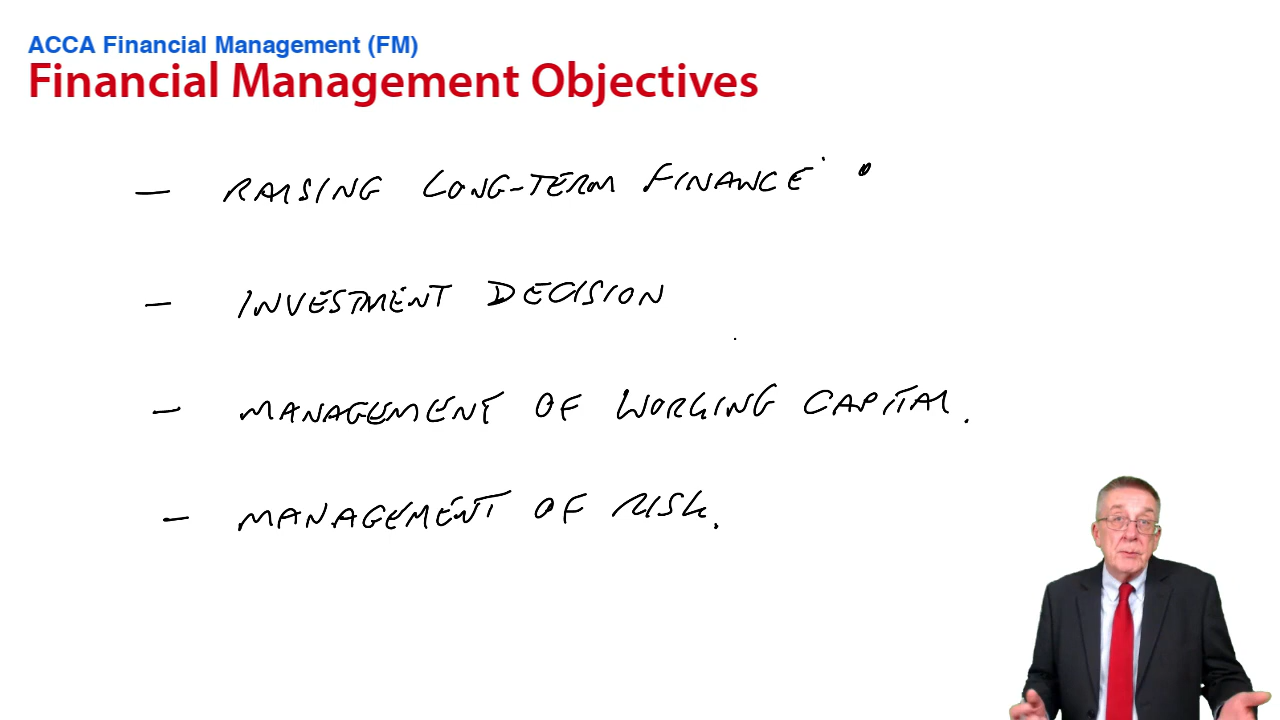 ACCA Financial Management (FM)
Financial Management Objectives
— RAISING LONG-TERM FINANCE
— INVESTMENT DECISION
— MANAGEMENT OF WORKING CAPITAL.
— MANAGEMENT OF RISK.